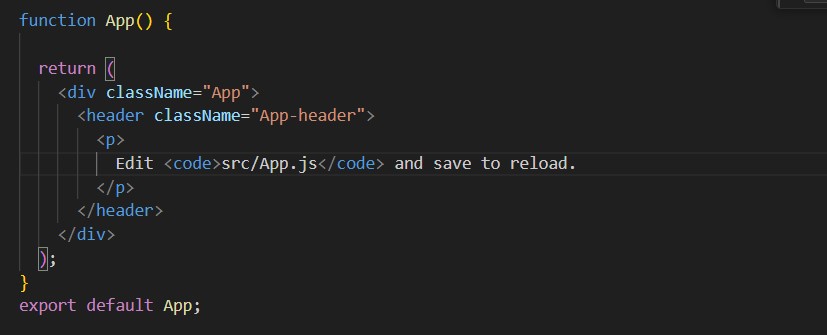 function App() {
return (
<div className="App">
<header className="App-header">
<p>
Edit <code>src/App.js</code> and save to reload.
</p>
</header>
</div>
);
}
export default App;